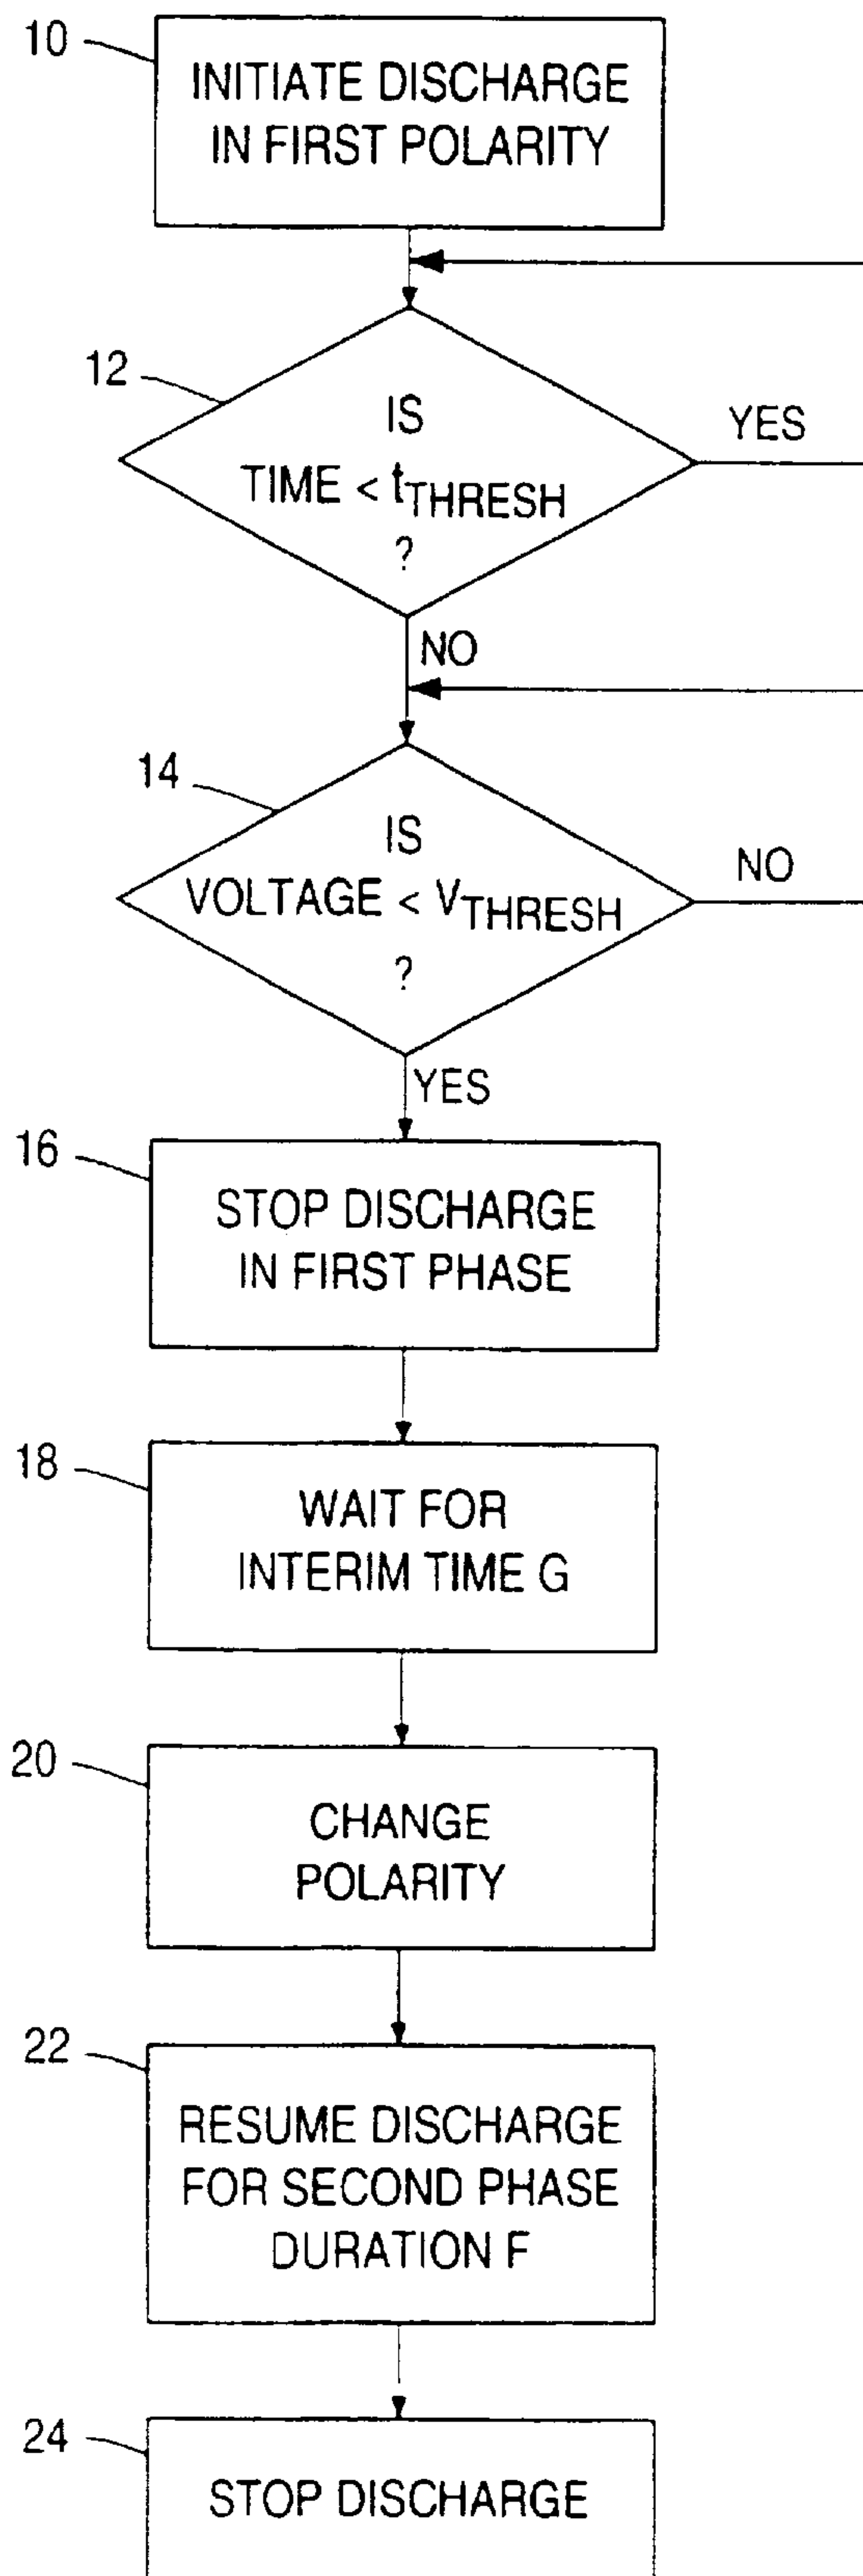 10
INITIATE DISCHARGE
IN FIRST POLARITY
12
IS
TIME < tTHRESH
?
YES
NO
14
IS
VOLTAGE < VTHRESH
?
NO
YES
16
STOP DISCHARGE
IN FIRST PHASE
18
WAIT FOR
INTERIM TIME G
20
CHANGE
POLARITY
22
RESUME DISCHARGE
FOR SECOND PHASE
DURATION F
24
STOP DISCHARGE